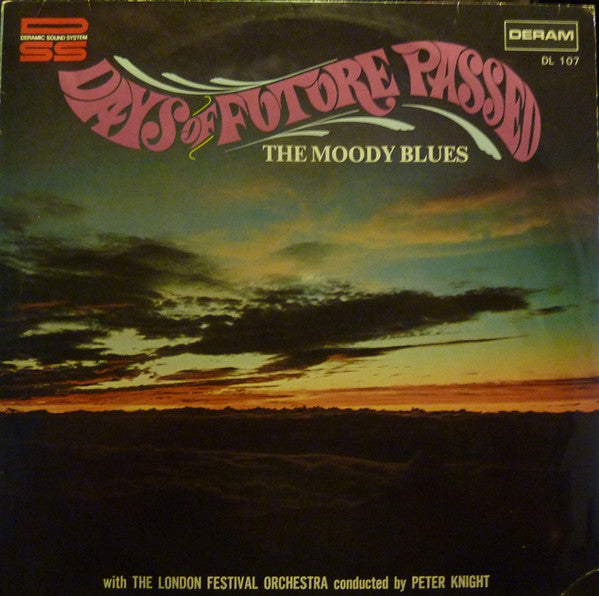 DSS
DERAMIC SOUND SYSTEM
DERAM
DL 107
DAYS OF FUTURE PASSED
THE MOODY BLUES
with THE LONDON FESTIVAL ORCHESTRA conducted by PETER KNIGHT